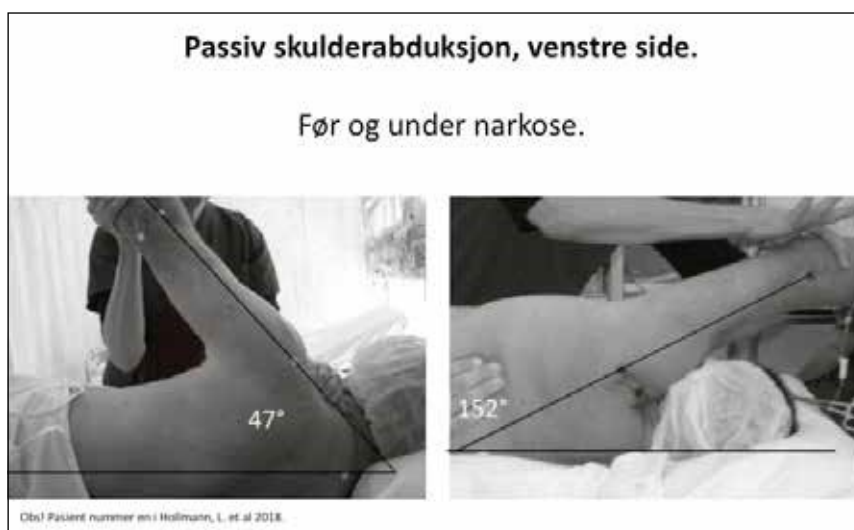 Passiv skulderabduksjon, venstre side.
Før og under narkose.
47°
152°
Obs! Pasient nummer en i Hollmann, L. et al 2018.